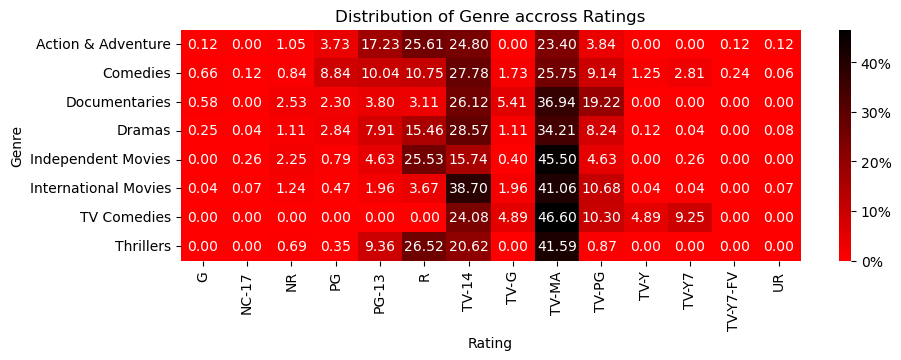 Distribution of Genre accross Ratings
Genre
Action & Adventure 0.12 0.00 1.05 3.73 17.23 25.61 24.80 0.00 23.40 3.84 0.00 0.00 0.12 0.12
Comedies 0.66 0.12 0.84 8.84 10.04 10.75 27.78 1.73 25.75 9.14 1.25 2.81 0.24 0.06
Documentaries 0.58 0.00 2.53 2.30 3.80 3.11 26.12 5.41 36.94 19.22 0.00 0.00 0.00 0.00
Dramas 0.25 0.04 1.11 2.84 7.91 15.46 28.57 1.11 34.21 8.24 0.12 0.04 0.00 0.08
Independent Movies 0.00 0.26 2.25 0.79 4.63 25.53 15.74 0.40 45.50 4.63 0.00 0.26 0.00 0.00
International Movies 0.04 0.07 1.24 0.47 1.96 3.67 38.70 1.96 41.06 10.68 0.04 0.04 0.00 0.07
TV Comedies 0.00 0.00 0.00 0.00 0.00 0.00 24.08 4.89 46.60 10.30 4.89 9.25 0.00 0.00
Thrillers 0.00 0.00 0.69 0.35 9.36 26.52 20.62 0.00 41.59 0.87 0.00 0.00 0.00 0.00
G NC-17 NR PG PG-13 R TV-14 TV-G TV-MA TV-PG TV-Y TV-Y7 TV-Y7-FV UR
Rating
40%
30%
20%
10%
0%